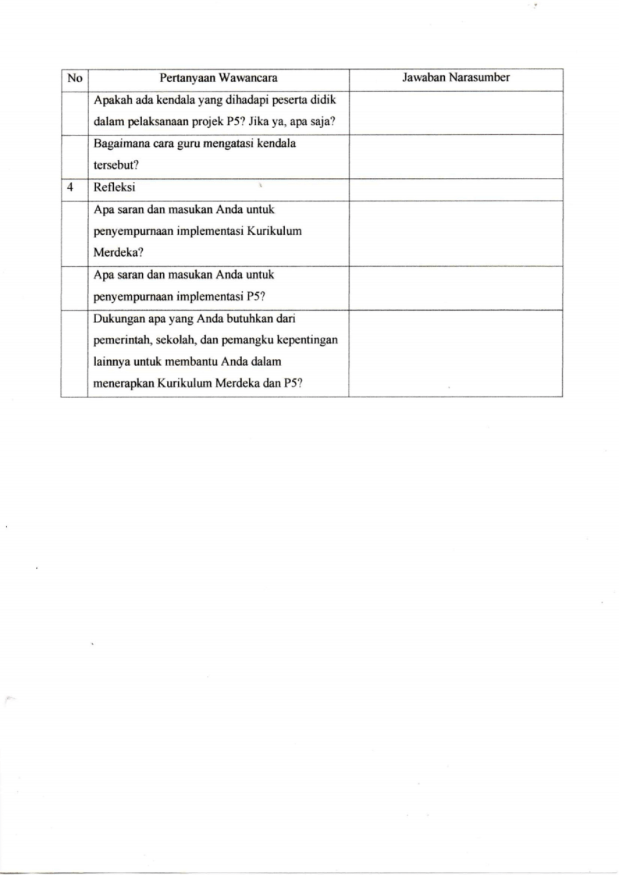 No Pertanyaan Wawancara Jawaban Narasumber
Apakah ada kendala yang dihadapi peserta didik
dalam pelaksanaan projek P5? Jika ya, apa saja?
Bagaimana cara guru mengatasi kendala
tersebut?
4 Refleksi
Apa saran dan masukan Anda untuk
penyempurnaan implementasi Kurikulum
Merdeka?
Apa saran dan masukan Anda untuk
penyempurnaan implementasi P5?
Dukungan apa yang Anda butuhkan dari
pemerintah, sekolah, dan pemangku kepentingan
lainnya untuk membantu Anda dalam
menerapkan Kurikulum Merdeka dan P5?